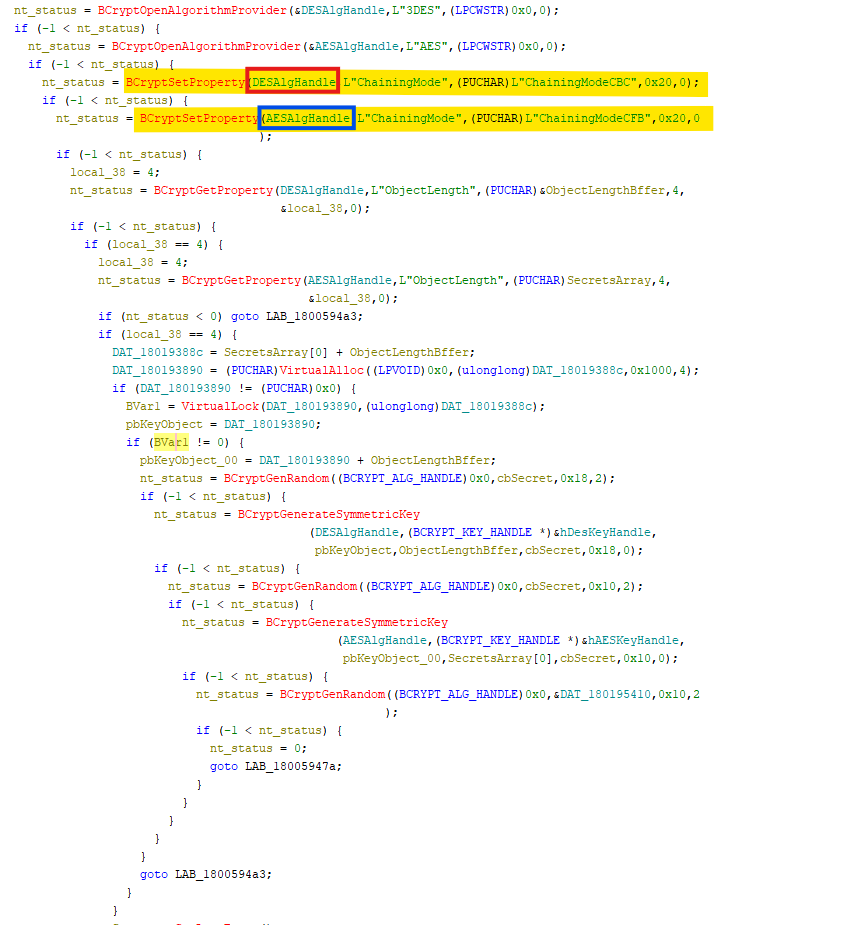 nt_status = BCryptOpenAlgorithmProvider(&DESAlgHandle,L"3DES",(LPCWSTR)0x0,0);
if (-1 < nt_status) {
nt_status = BCryptOpenAlgorithmProvider(&AESAlgHandle,L"AES",(LPCWSTR)0x0,0);
if (-1 < nt_status) {
nt_status = BCryptSetProperty(DESAlgHandle,L"ChainingMode",(PUCHAR)L"ChainingModeCBC",0x20,0);
if (-1 < nt_status) {
nt_status = BCryptSetProperty(AESAlgHandle,L"ChainingMode",(PUCHAR)L"ChainingModeCFB",0x20,0
);
if (-1 < nt_status) {
local_38 = 4;
nt_status = BCryptGetProperty(DESAlgHandle,L"ObjectLength",(PUCHAR)&ObjectLengthBffer,4,
&local_38,0);
if (-1 < nt_status) {
if (local_38 == 4) {
local_38 = 4;
nt_status = BCryptGetProperty(AESAlgHandle,L"ObjectLength",(PUCHAR)SecretsArray,4,
&local_38,0);
if (nt_status < 0) goto LAB_1800594a3;
if (local_38 == 4) {
DAT_18019388c = SecretsArray[0] + ObjectLengthBffer;
DAT_180193890 = (PUCHAR)VirtualAlloc((LPVOID)0x0,(ulonglong)DAT_18019388c,0x1000,4);
if (DAT_180193890 != (PUCHAR)0x0) {
BVar1 = VirtualLock(DAT_180193890,(ulonglong)DAT_18019388c);
pbKeyObject = DAT_180193890;
if (BVar1 != 0) {
pbKeyObject_00 = DAT_180193890 + ObjectLengthBffer;
nt_status = BCryptGenRandom((BCRYPT_ALG_HANDLE)0x0,cbSecret,0x18,2);
if (-1 < nt_status) {
nt_status = BCryptGenerateSymmetricKey
(DESAlgHandle,(BCRYPT_KEY_HANDLE *)&hDesKeyHandle,
pbKeyObject,ObjectLengthBffer,cbSecret,0x18,0);
if (-1 < nt_status) {
nt_status = BCryptGenRandom((BCRYPT_ALG_HANDLE)0x0,cbSecret,0x10,2);
if (-1 < nt_status) {
nt_status = BCryptGenerateSymmetricKey
(AESAlgHandle,(BCRYPT_KEY_HANDLE *)&hAESKeyHandle,
pbKeyObject_00,SecretsArray[0],cbSecret,0x10,0);
if (-1 < nt_status) {
nt_status = BCryptGenRandom((BCRYPT_ALG_HANDLE)0x0,&DAT_180195410,0x10,2
);
if (-1 < nt_status) {
nt_status = 0;
goto LAB_18005947a;
}
}
}
}
}
goto LAB_1800594a3;
}
}